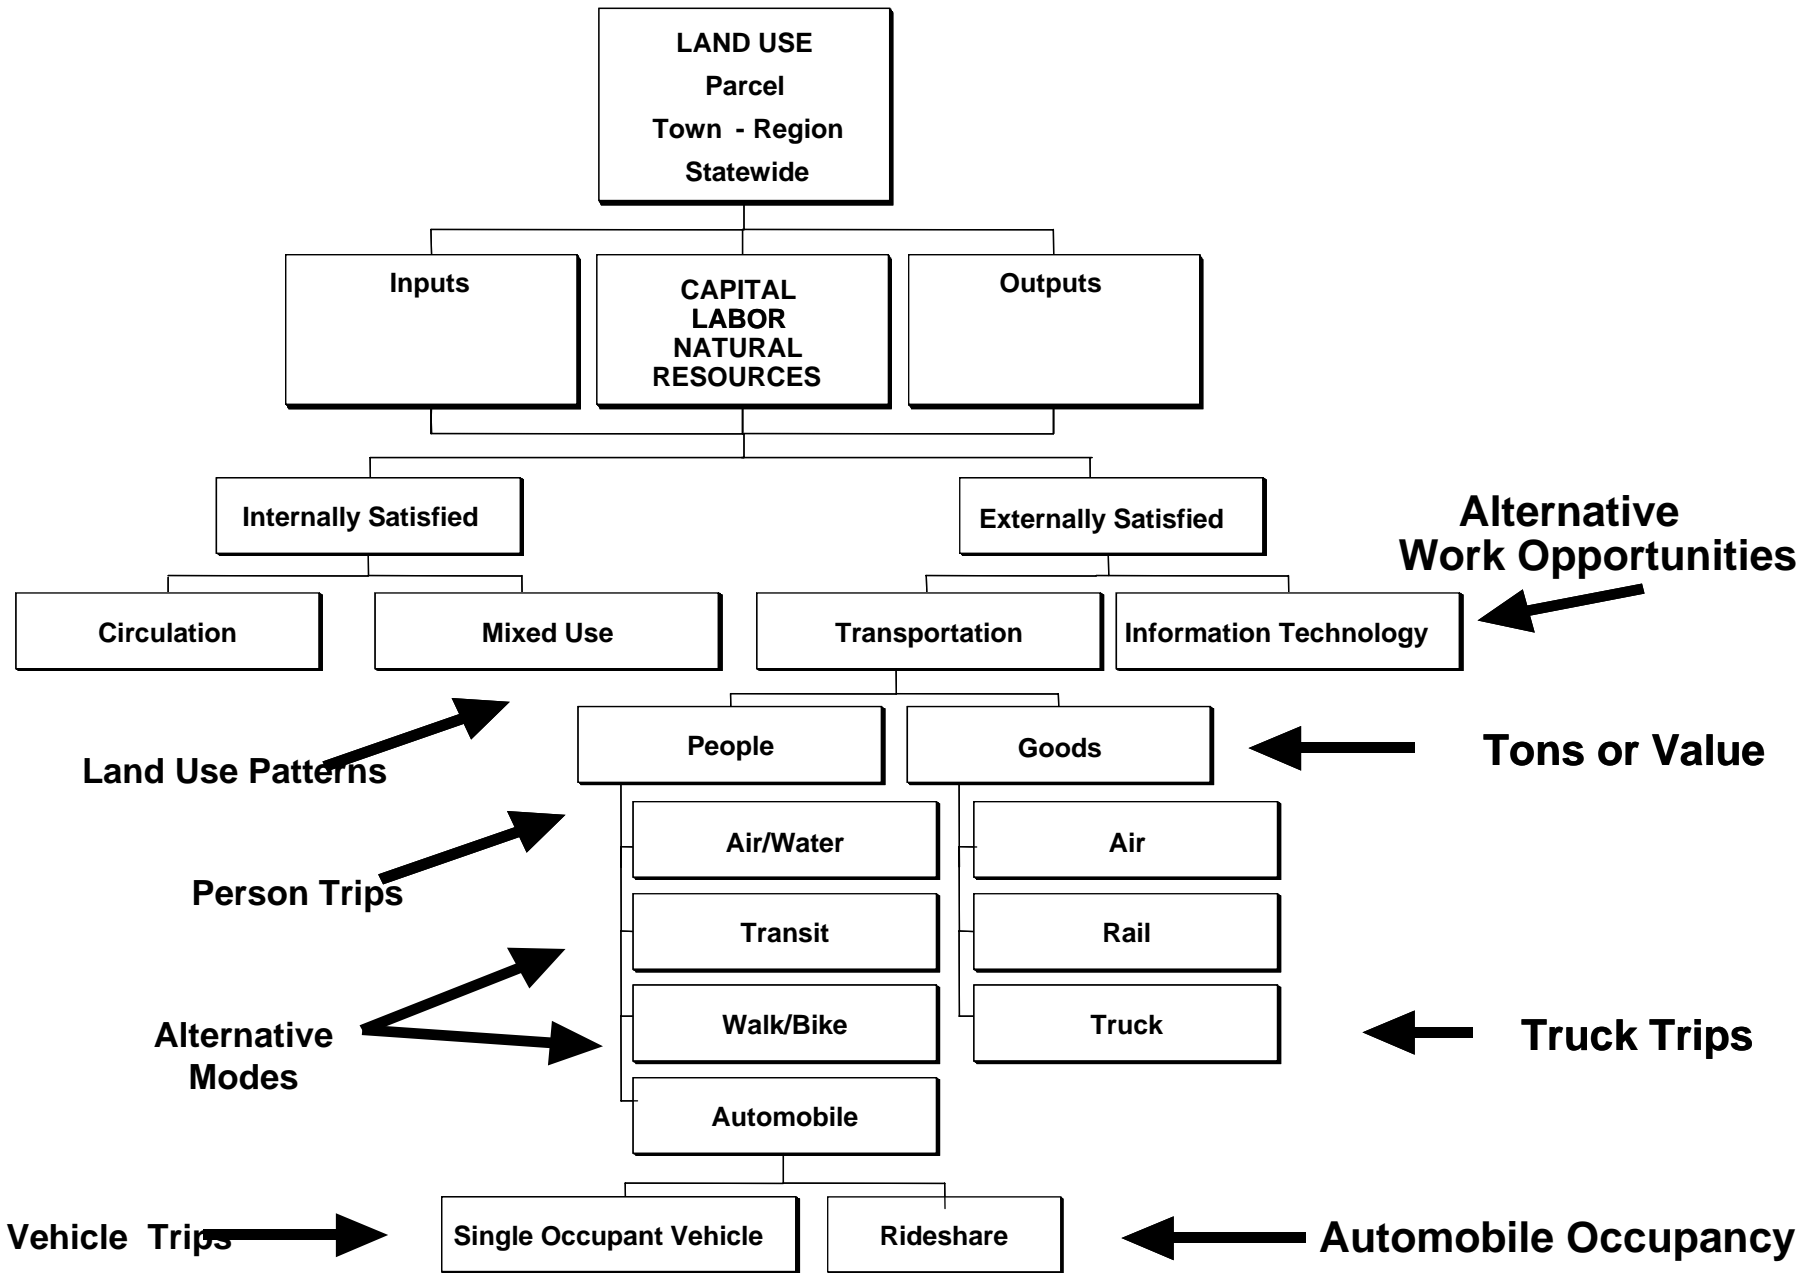 LAND USE
Parcel
Town - Region
Statewide
Inputs
CAPITAL
LABOR
NATURAL
RESOURCES
Outputs
Internally Satisfied
Externally Satisfied
Alternative
Work Opportunities
Circulation
Mixed Use
Transportation
Information Technology
Land Use Patterns
People
Goods
Tons or Value
Person Trips
Air/Water
Air
Transit
Rail
Alternative
Modes
Walk/Bike
Truck
Truck Trips
Automobile
Vehicle Trips
Single Occupant Vehicle
Rideshare
Automobile Occupancy